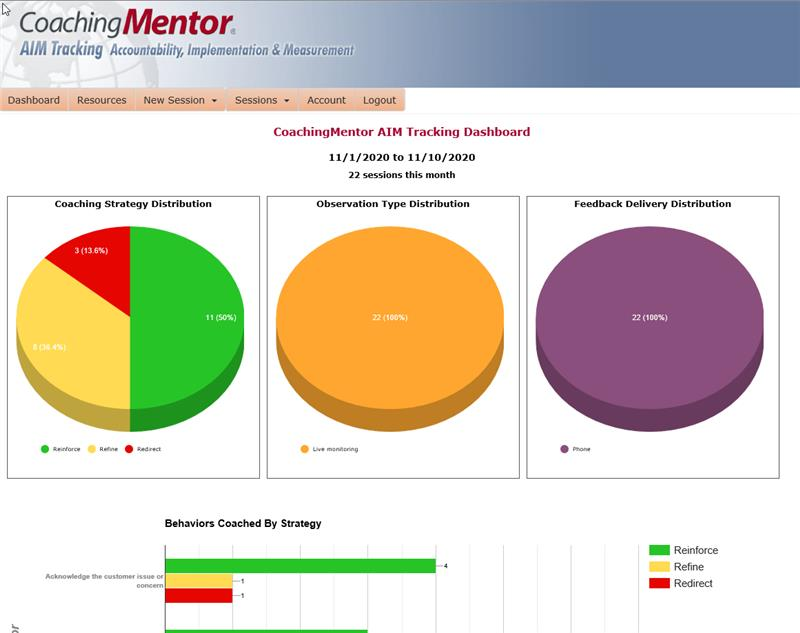 CoachingMentor®
AIM Tracking Accountability, Implementation & Measurement
Dashboard Resources New Session Sessions Account Logout
CoachingMentor AIM Tracking Dashboard
11/1/2020 to 11/10/2020
22 sessions this month
Coaching Strategy Distribution
3 (13.6%)
11 (50%)
8 (36.4%)
Reinforce Refine Redirect
Observation Type Distribution
22 (100%)
Live monitoring
Feedback Delivery Distribution
22 (100%)
Phone
Behaviors Coached By Strategy
Acknowledge the customer issue or
concern
4
1
1
Reinforce
Refine
Redirect